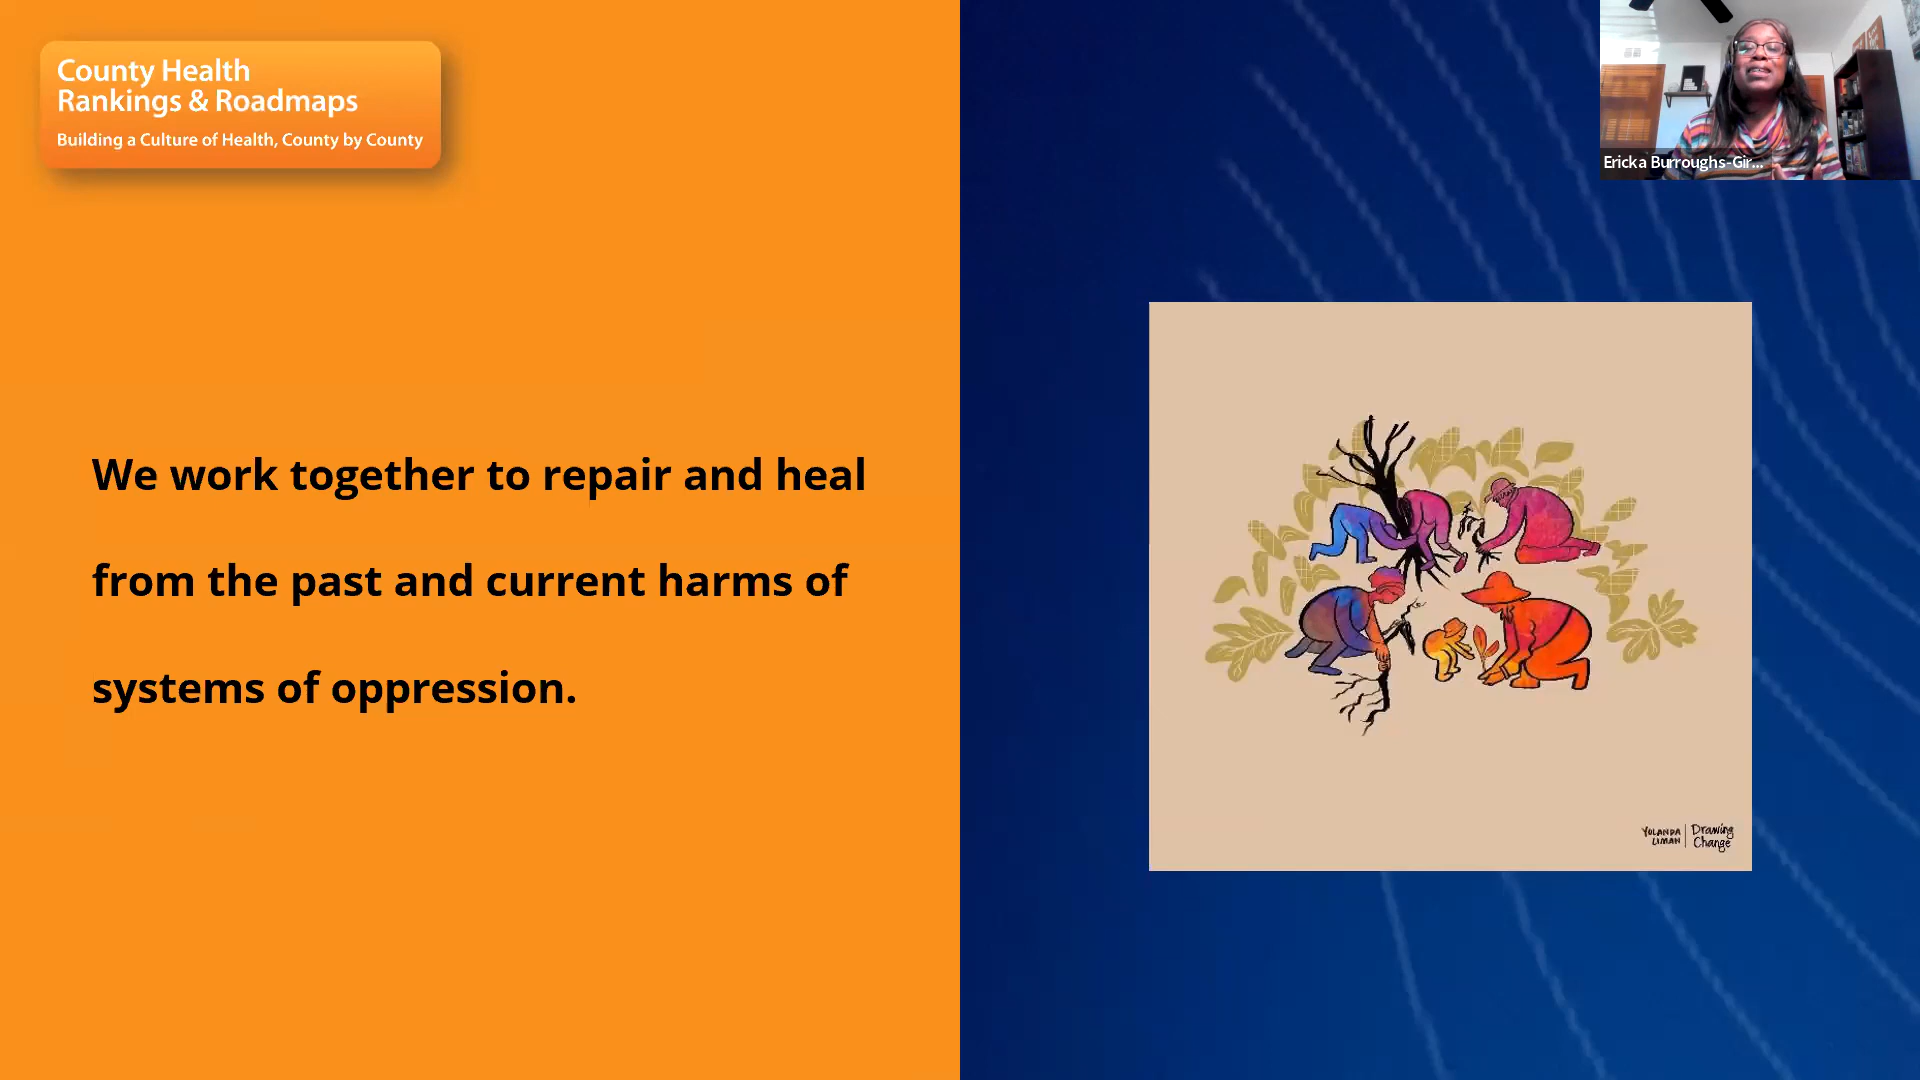 County Health
Rankings & Roadmaps
Building a Culture of Health, County by County
Ericka Burroughs-Gir...
We work together to repair and heal
from the past and current harms of
systems of oppression.
YOLANDA
LIMAN
Drawing
Change